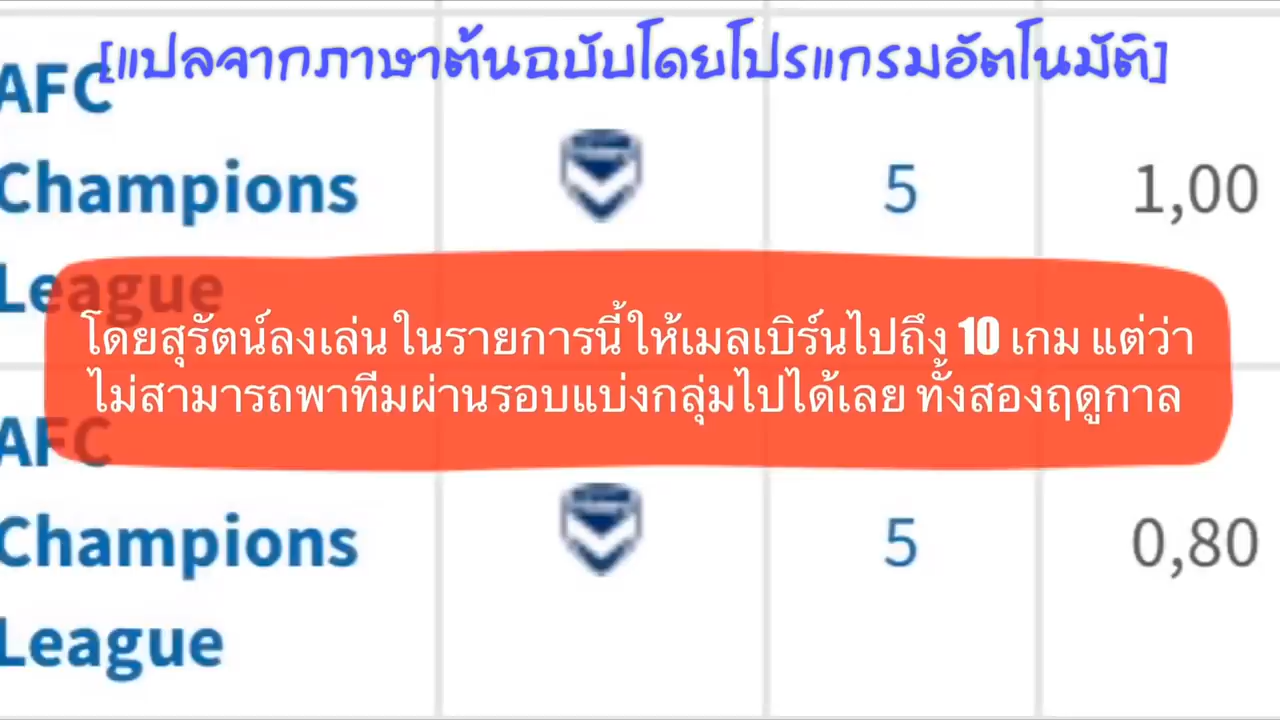 [แปลจากภาษาต้นฉบับโดยโปรแกรมอัตโนมัติ]
AFC
Champions
League
5
1,00
โดยสุรัตน์ลงเล่นในรายการนี้ให้เมลเบิร์นไปถึง 10 เกม แต่ว่า
ไม่สามารถพาทีมผ่านรอบแบ่งกลุ่มไปได้เลย ทั้งสองฤดูกาล
AFC
Champions
League
5
0,80